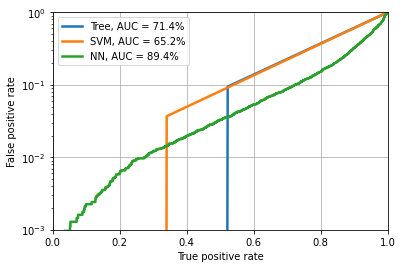 Tree, AUC = 71.4%
SVM, AUC = 65.2%
NN, AUC = 89.4%
False positive rate
10⁰
10⁻¹
10⁻²
10⁻³
0.0 0.2 0.4 0.6 0.8 1.0
True positive rate